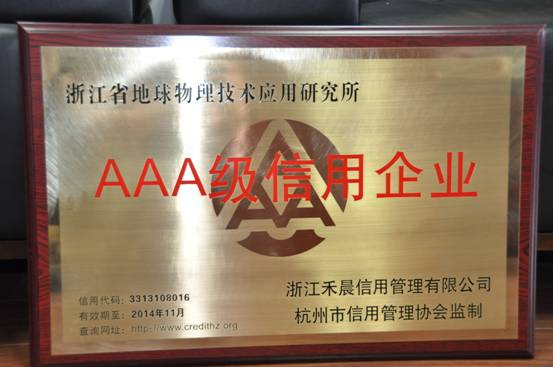 浙江省地球物理技术应用研究所
AAA级信用企业
AAA
信用代码：3313108016
有效期至：2014年11月
查询网址：http://www.credithz.org
浙江禾晨信用管理有限公司
杭州市信用管理协会监制